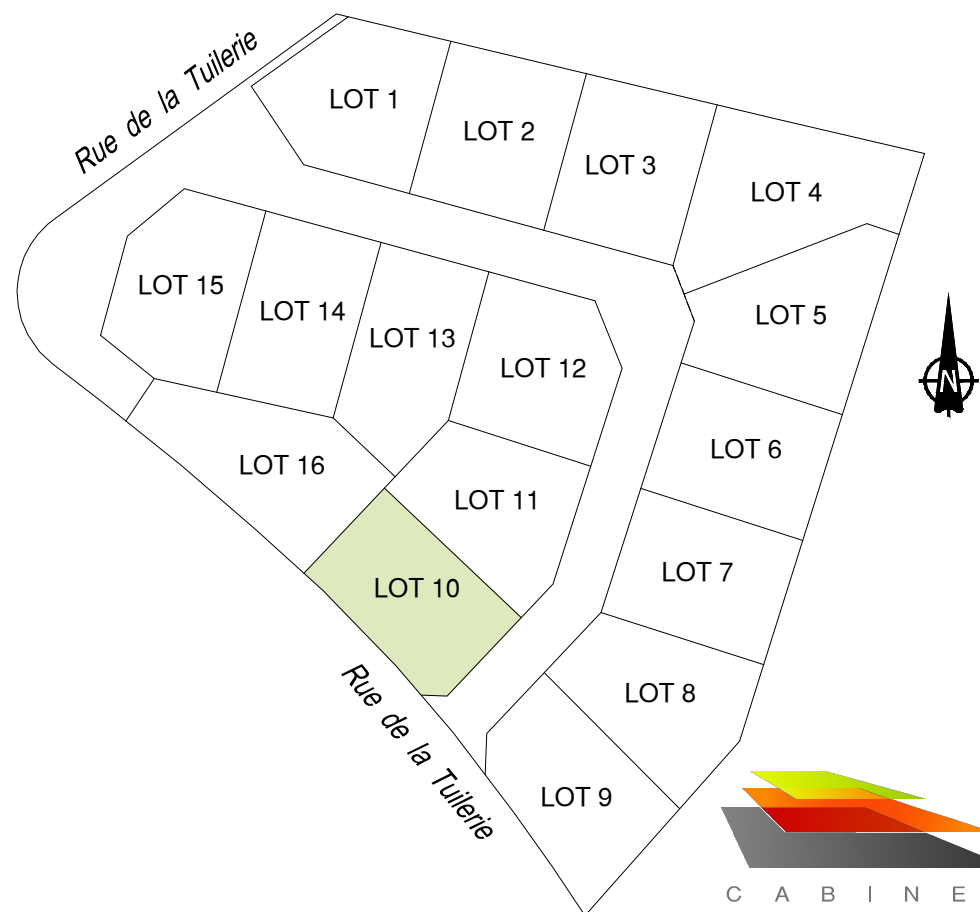 Rue de la Tuilerie
LOT 1
LOT 2
LOT 3
LOT 4
LOT 15
LOT 14
LOT 13
LOT 12
LOT 5
N
LOT 16
LOT 11
LOT 6
LOT 10
LOT 7
Rue de la Tuilerie
LOT 8
LOT 9
C A B I N E